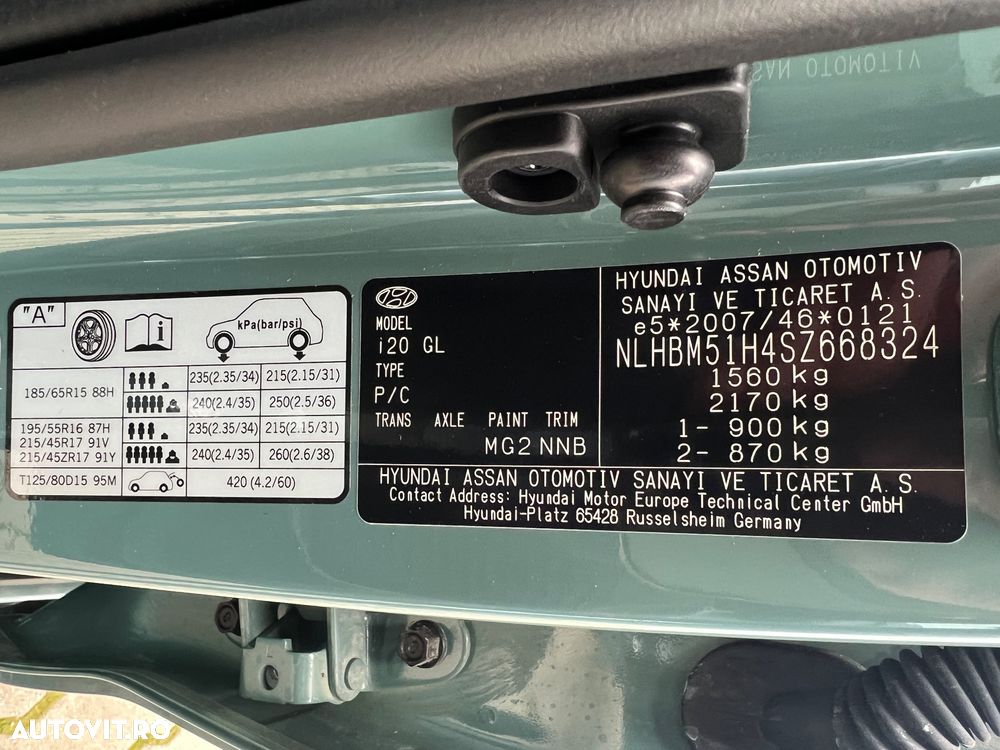 SAN OTOMOTIV
"A"
kPa(bar/psi)
185/65R15 88H
235(2.35/34) 215(2.15/31)
240(2.4/35) 250(2.5/36)
195/55R16 87H
215/45R17 91V
215/45ZR17 91Y
235(2.35/34) 215(2.15/31)
240(2.4/35) 260(2.6/38)
T125/80D15 95M
420 (4.2/60)
MODEL
i20 GL
TYPE
P/C
TRANS AXLE PAINT TRIM
MG2 NNB
HYUNDAI ASSAN OTOMOTIV
SANAYI VE TICARET A. S.
e5*2007/46*0121
NLHBM51H4SZ668324
1560 kg
2170 kg
1- 900 kg
2- 870 kg
HYUNDAI ASSAN OTOMOTIV SANAYI VE TICARET A. S.
Contact Address: Hyundai Motor Europe Technical Center GmbH
Hyundai-Platz 65428 Russelsheim Germany
AUTOVIT.RO